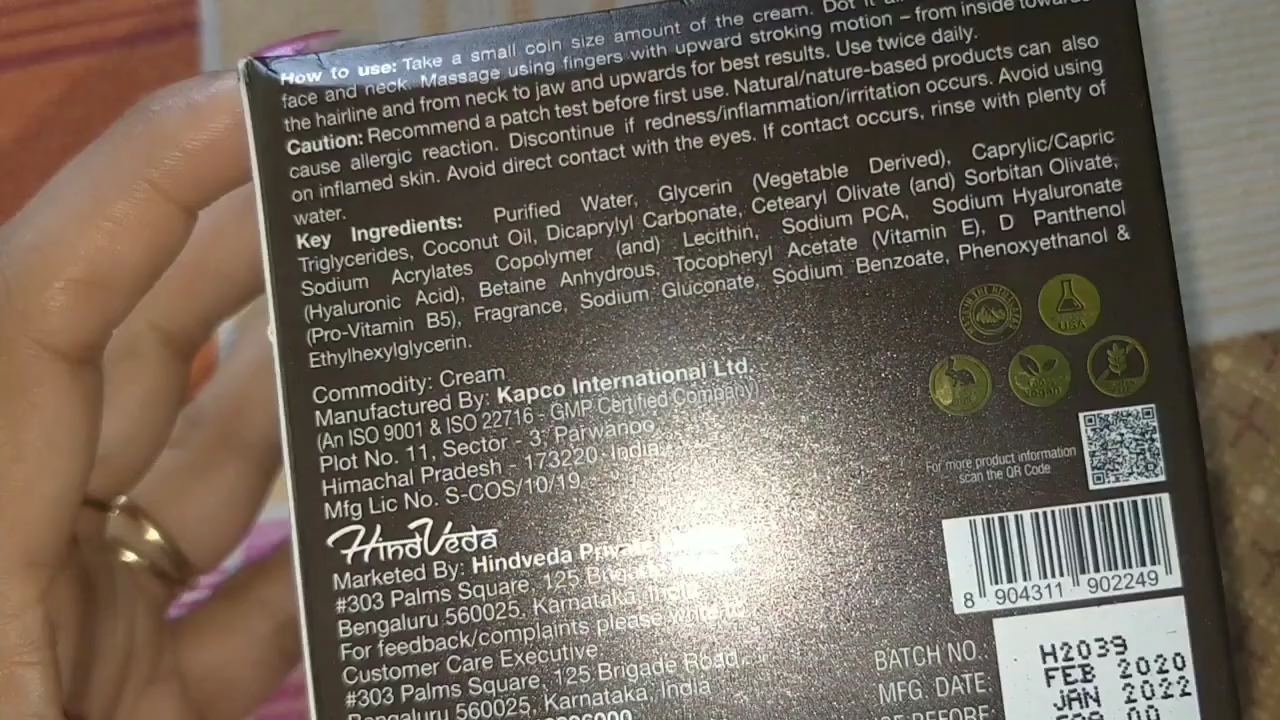 How to use: Take a small coin size amount of the cream. Dot it
face and neck. Massage using fingers with upward stroking motion – from inside towards
the hairline and from neck to jaw and upwards for best results. Use twice daily.
Caution: Recommend a patch test before first use. Natural/nature-based products can also
cause allergic reaction. Discontinue if redness/inflammation/irritation occurs. Avoid using
on inflamed skin. Avoid direct contact with the eyes. If contact occurs, rinse with plenty of
water.
Key Ingredients: Purified Water, Glycerin (Vegetable Derived), Caprylic/Capric
Triglycerides, Coconut Oil, Dicaprylyl Carbonate, Cetearyl Olivate (and) Sorbitan Olivate,
Sodium Acrylates Copolymer (and) Lecithin, Sodium PCA, Sodium Hyaluronate
(Hyaluronic Acid), Betaine Anhydrous, Tocopheryl Acetate (Vitamin E), D Panthenol
(Pro-Vitamin B5), Fragrance, Sodium Gluconate, Sodium Benzoate, Phenoxyethanol &
Ethylhexylglycerin.
USA
Vegan
Commodity: Cream
Manufactured By: Kapco International Ltd.
(An ISO 9001 & ISO 22716 - GMP Certified Company)
Plot No. 11, Sector - 3, Parwanoo
Himachal Pradesh - 173220 - India
Mfg Lic No. S-COS/10/19
For more product information
scan the QR Code
HindVeda
Marketed By: Hindveda
#303 Palms Square, 125
Bengaluru 560025, Karnataka, India
For feedback/complaints please write to
Customer Care Executive
#303 Palms Square, 125 Brigade Road
Bengaluru 560025, Karnataka, India
8 904311 902249
BATCH NO.: H2039
MFG. DATE: FEB 2020
JAN 2022